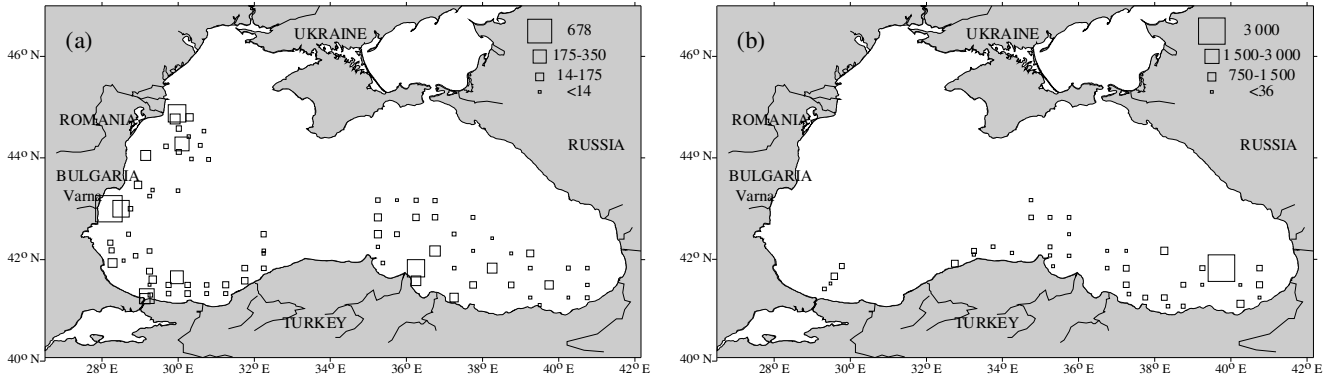 (a)
UKRAINE
678
175-350
14-175
<14
ROMANIA
RUSSIA
BULGARIA
Varna
TURKEY
46° N
44° N
42° N
40° N
28° E 30° E 32° E 34° E 36° E 38° E 40° E 42° E
(b)
UKRAINE
3 000
1 500-3 000
750-1 500
<36
ROMANIA
RUSSIA
BULGARIA
Varna
TURKEY
46° N
44° N
42° N
40° N
28° E 30° E 32° E 34° E 36° E 38° E 40° E 42° E